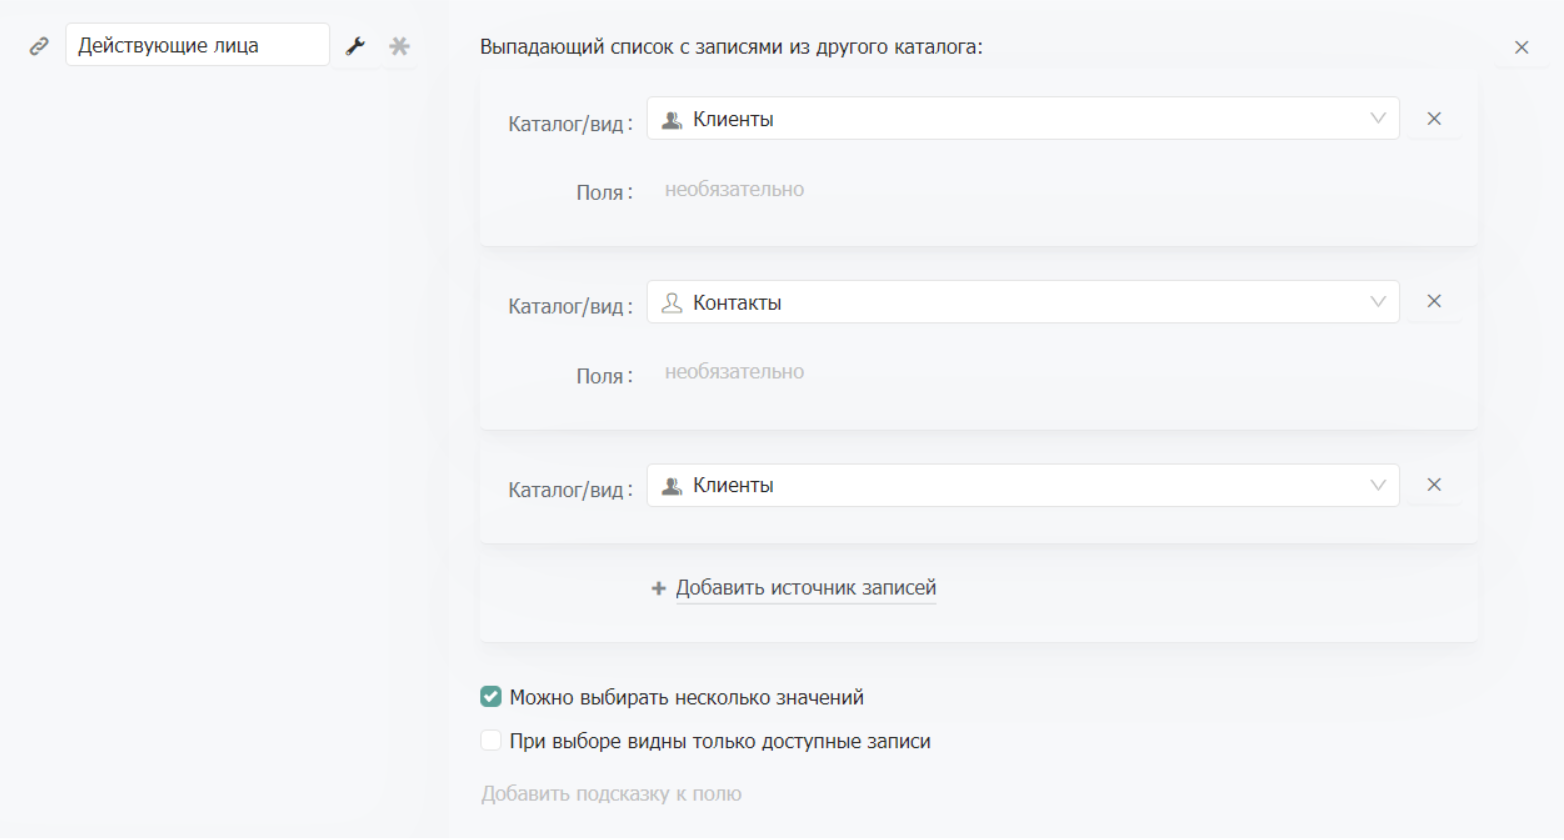 Действующие лица
Выпадающий список с записями из другого каталога:
Каталог/вид : Клиенты
Поля : необязательно
Каталог/вид : Контакты
Поля : необязательно
Каталог/вид : Клиенты
+ Добавить источник записей
Можно выбирать несколько значений
При выборе видны только доступные записи
Добавить подсказку к полю